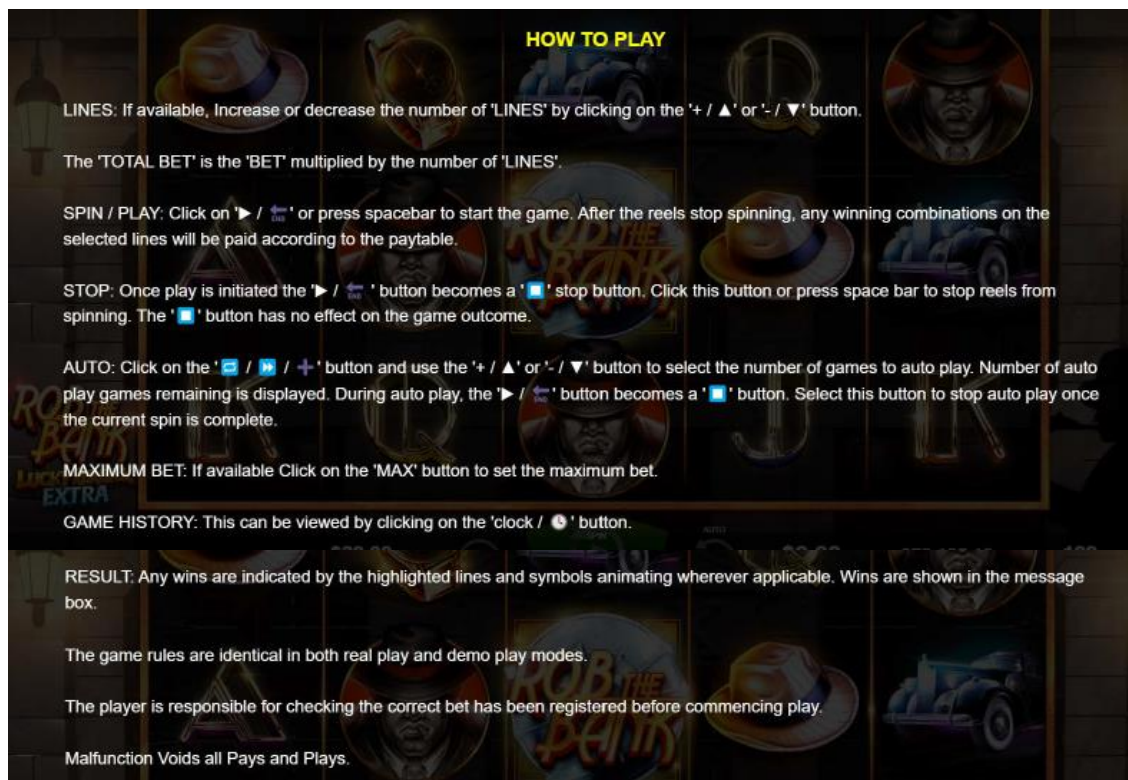 HOW TO PLAY
LINES: If available, Increase or decrease the number of 'LINES' by clicking on the '+ / ▲' or '- / ▼' button.
The 'TOTAL BET' is the 'BET' multiplied by the number of 'LINES'.
SPIN / PLAY: Click on '▶ / 🔚 ' or press spacebar to start the game. After the reels stop spinning, any winning combinations on the
selected lines will be paid according to the paytable.
STOP: Once play is initiated the '▶ / 🔚 ' button becomes a ' ⏹ ' stop button. Click this button or press space bar to stop reels from
spinning. The ' ⏹ ' button has no effect on the game outcome.
AUTO: Click on the ' 🔁 / ⏩ / ➕ ' button and use the '+ / ▲' or '- / ▼' button to select the number of games to auto play. Number of auto
play games remaining is displayed. During auto play, the '▶ / 🔚 ' button becomes a ' ⏹ ' button. Select this button to stop auto play once
the current spin is complete.
MAXIMUM BET: If available Click on the 'MAX' button to set the maximum bet.
GAME HISTORY: This can be viewed by clicking on the 'clock / 🕓 ' button.
RESULT: Any wins are indicated by the highlighted lines and symbols animating wherever applicable. Wins are shown in the message
box.
The game rules are identical in both real play and demo play modes.
The player is responsible for checking the correct bet has been registered before commencing play.
Malfunction Voids all Pays and Plays.
Q
ROB THE
BANK
A
ROB
THE
BANK
EXTRA
K
Q
J
K
A
ROB THE
BANK